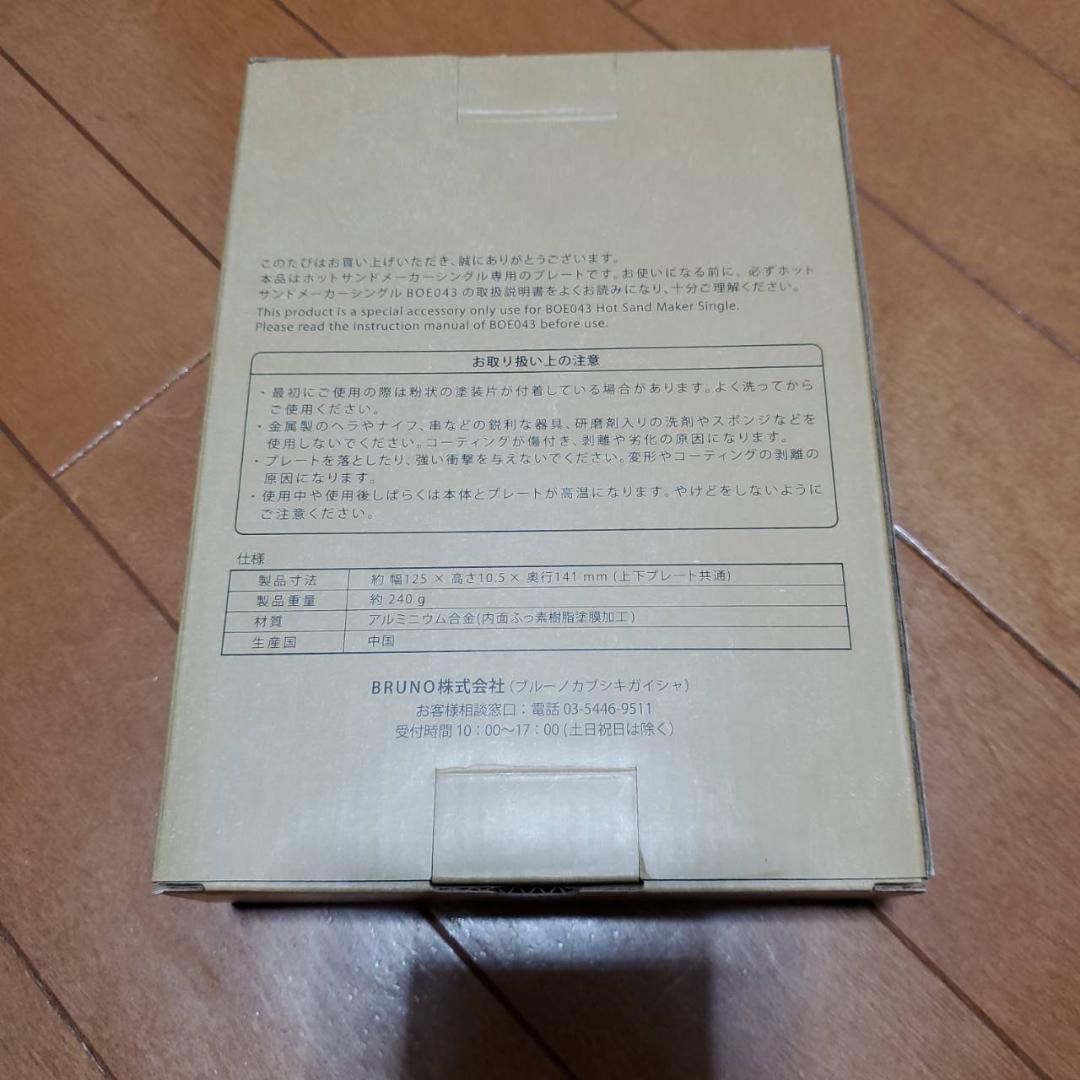 このたびはお買い上げいただき、誠にありがとうございます。
本品はホットサンドメーカーシングル専用のプレートです。お使いになる前に、必ずホット
サンドメーカーシングル BOE043 の取扱説明書をよくお読みになり、十分ご理解ください。
This product is a special accessory only use for BOE043 Hot Sand Maker Single.
Please read the instruction manual of BOE043 before use.
お取り扱い上の注意
・最初にご使用の際は粉状の塗装片が付着している場合があります。よく洗ってから
ご使用ください。
・金属製のヘラやナイフ、串などの鋭利な器具、研磨剤入りの洗剤やスポンジなどを
使用しないでください。コーティングが傷付き、剥離や劣化の原因になります。
・プレートを落としたり、強い衝撃を与えないでください。変形やコーティングの剥離の
原因になります。
・使用中や使用後しばらくは本体とプレートが高温になります。やけどをしないように
ご注意ください。
仕様
製品寸法 約 幅125 × 高さ10.5 × 奥行141 mm (上下プレート共通)
製品重量 約 240 g
材質 アルミニウム合金(内面ふっ素樹脂塗膜加工)
生産国 中国
BRUNO株式会社（ブルーノカブシキガイシャ）
お客様相談窓口：電話 03-5446-9511
受付時間 10：00〜17：00 (土日祝日は除く)